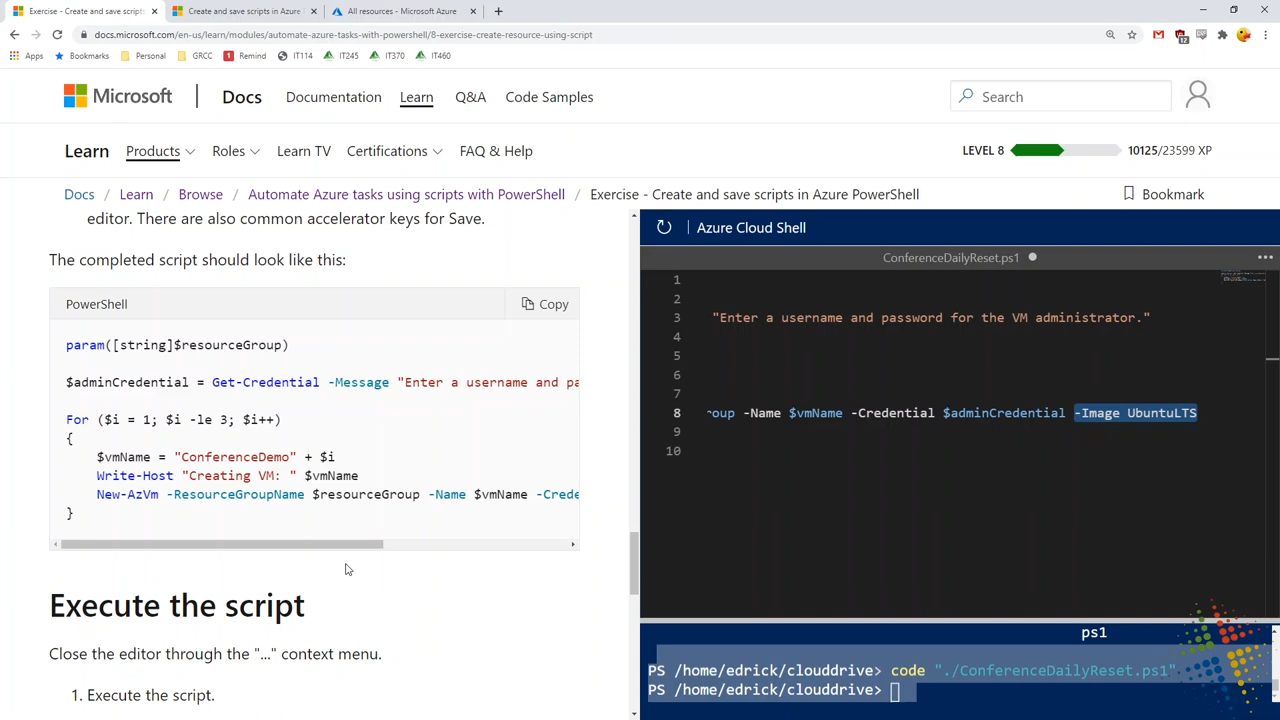 Exercise - Create and save scripts
Create and save scripts in Azure
All resources - Microsoft Azure
docs.microsoft.com/en-us/learn/modules/automate-azure-tasks-with-powershell/8-exercise-create-resource-using-script
12
Apps Bookmarks Personal GRCC 1 Remind IT114 IT245 IT370 IT460
Microsoft Docs Documentation Learn Q&A Code Samples Search
Learn Products Roles Learn TV Certifications FAQ & Help LEVEL 8 10125/23599 XP
Docs / Learn / Browse / Automate Azure tasks using scripts with PowerShell / Exercise - Create and save scripts in Azure PowerShell Bookmark
editor. There are also common accelerator keys for Save.
The completed script should look like this:
PowerShell Copy
param([string]$resourceGroup)
$adminCredential = Get-Credential -Message "Enter a username and pa
For ($i = 1; $i -le 3; $i++)
{
$vmName = "ConferenceDemo" + $i
Write-Host "Creating VM: " $vmName
New-AzVm -ResourceGroupName $resourceGroup -Name $vmName -Crede
}
Execute the script
Close the editor through the "..." context menu.
1. Execute the script.
Azure Cloud Shell
ConferenceDailyReset.ps1
1
2
3 "Enter a username and password for the VM administrator."
4
5
6
7
8 roup -Name $vmName -Credential $adminCredential -Image UbuntuLTS
9
10
ps1
PS /home/edrick/clouddrive> code "./ConferenceDailyReset.ps1"
PS /home/edrick/clouddrive>